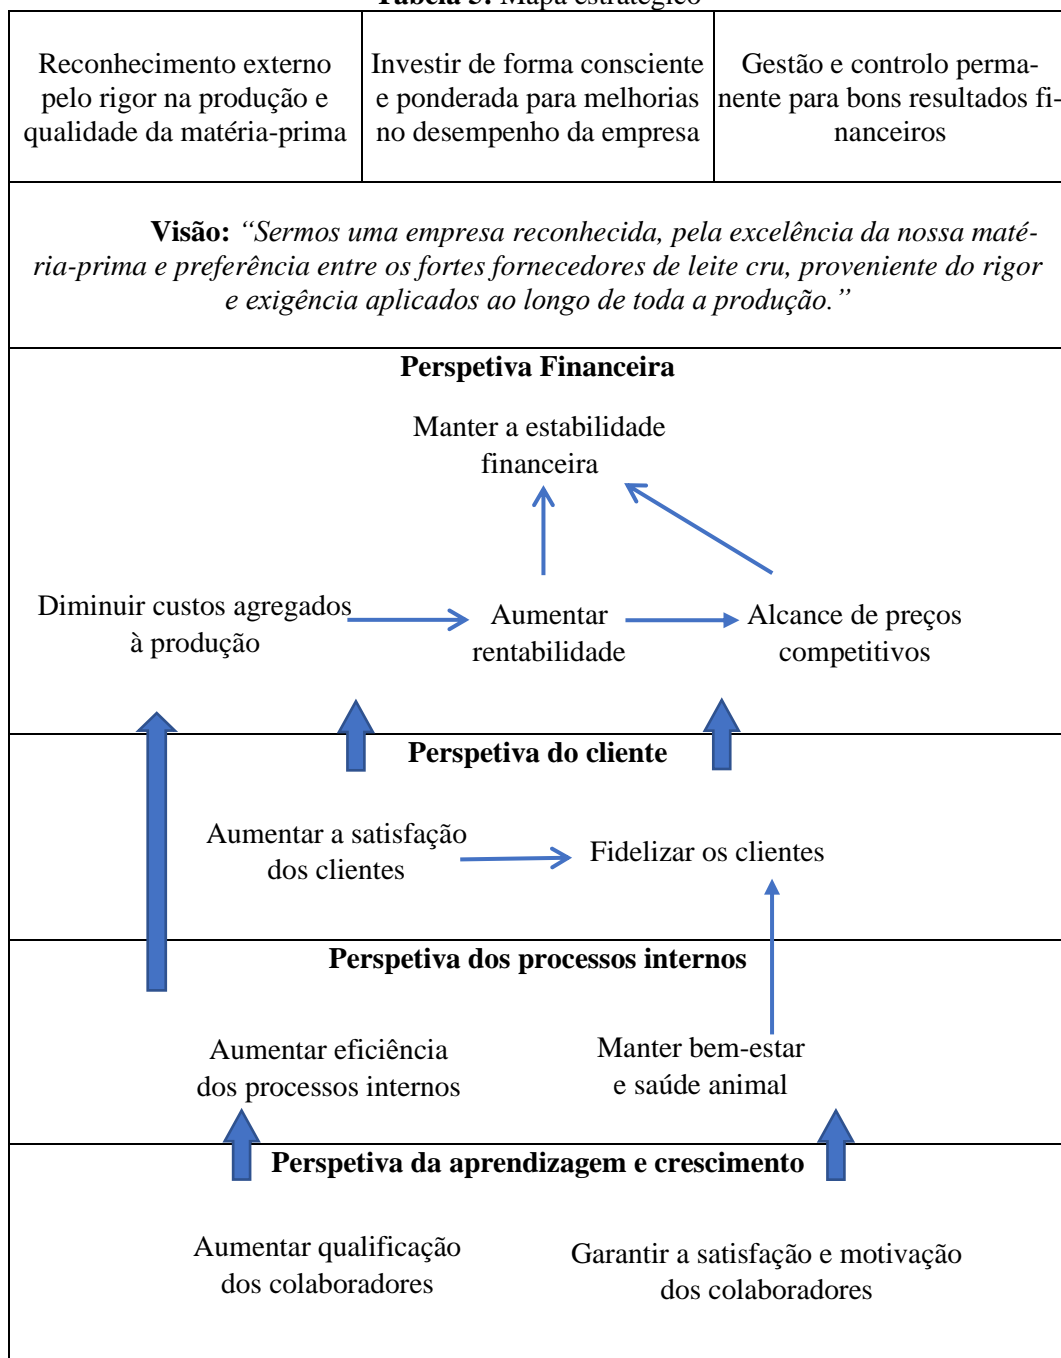 Tabela 3: Mapa estratégico
Reconhecimento externo
pelo rigor na produção e
qualidade da matéria-prima
Investir de forma consciente
e ponderada para melhorias
no desempenho da empresa
Gestão e controlo perma-
nente para bons resultados fi-
nanceiros
Visão: “Sermos uma empresa reconhecida, pela excelência da nossa maté-
ria-prima e preferência entre os fortes fornecedores de leite cru, proveniente do rigor
e exigência aplicados ao longo de toda a produção.”
Perspetiva Financeira
Manter a estabilidade
financeira
Diminuir custos agregados
à produção
Aumentar
rentabilidade
Alcance de preços
competitivos
Perspetiva do cliente
Aumentar a satisfação
dos clientes
Fidelizar os clientes
Perspetiva dos processos internos
Aumentar eficiência
dos processos internos
Manter bem-estar
e saúde animal
Perspetiva da aprendizagem e crescimento
Aumentar qualificação
dos colaboradores
Garantir a satisfação e motivação
dos colaboradores